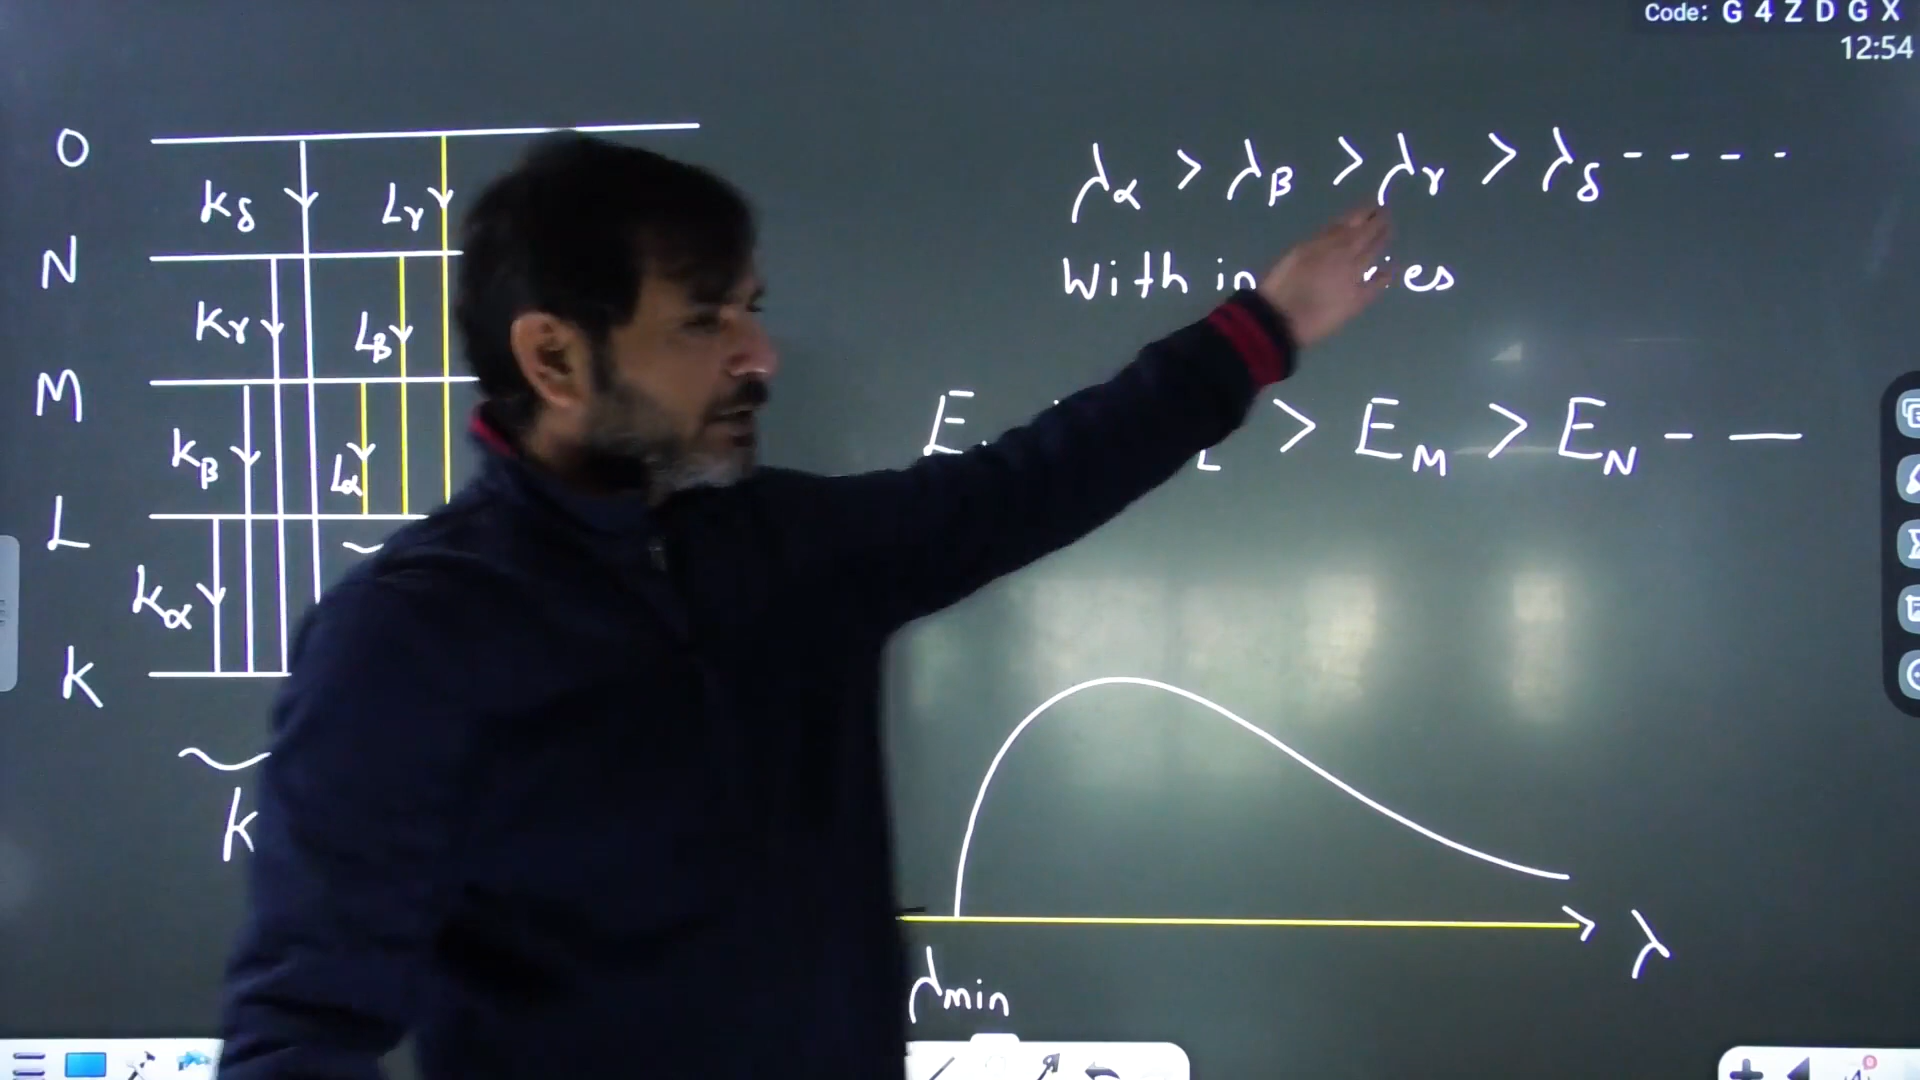 Code: G 4 Z D G X
12:54
O
N
M
L
K
Kδ
Lγ
Kγ
Lβ
Kβ
Lα
Kα
K
λα > λβ > λγ > λδ - - - -
With in
E > EM > EN - —
λmin
λ